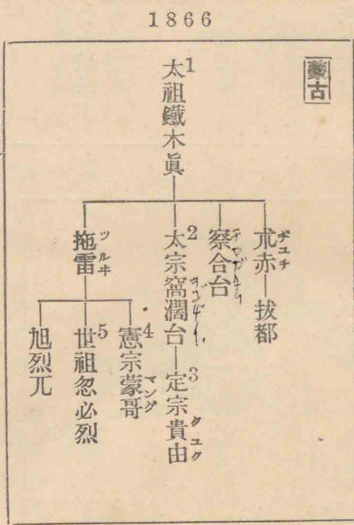 1866
蒙古
1 太祖鐵木眞
朮赤 ヂユチ
拔都
察合台
2 太宗窩濶台
3 定宗貴由 クユク
拖雷 ツルヰ
4 憲宗蒙哥 マング
5 世祖忽必烈
旭烈兀